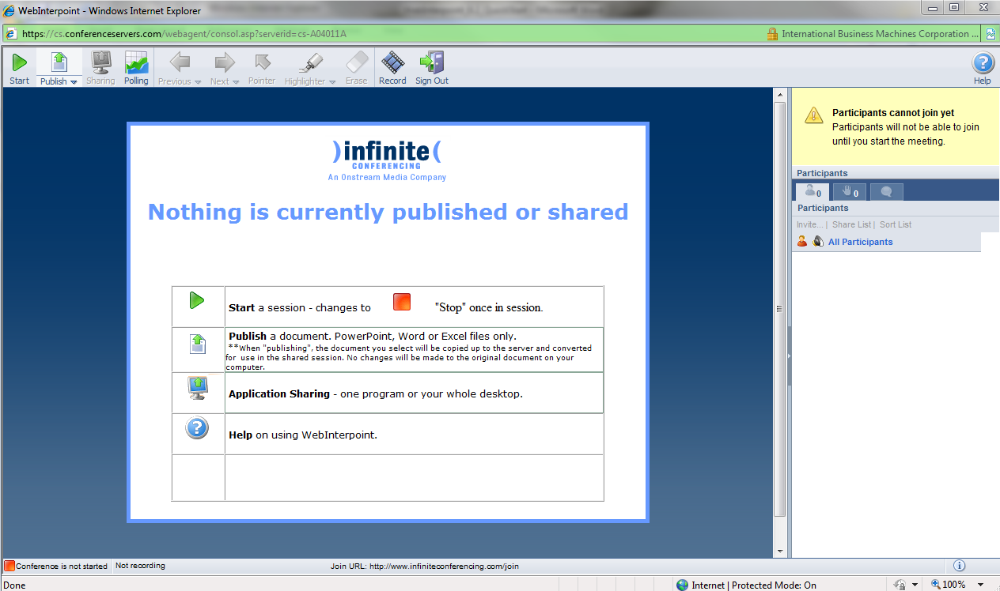 WebInterpoint - Windows Internet Explorer
https://cs.conferenceservers.com/webagent/consol.asp?serverid=cs-A04011A
International Business Machines Corporation ...
Start Publish Sharing Polling Previous Next Pointer Highlighter Erase Record Sign Out Help
)infinite(
CONFERENCING
An Onstream Media Company
Nothing is currently published or shared
Start a session - changes to "Stop" once in session.
Publish a document. PowerPoint, Word or Excel files only.
**When "publishing", the document you select will be copied up to the server and converted
for use in the shared session. No changes will be made to the original document on your
computer.
Application Sharing - one program or your whole desktop.
Help on using WebInterpoint.
Participants cannot join yet
Participants will not be able to join
until you start the meeting.
Participants
0 0
Participants
Invite... | Share List | Sort List
All Participants
Conference is not started Not recording Join URL: http://www.infiniteconferencing.com/join
Done Internet | Protected Mode: On 100%